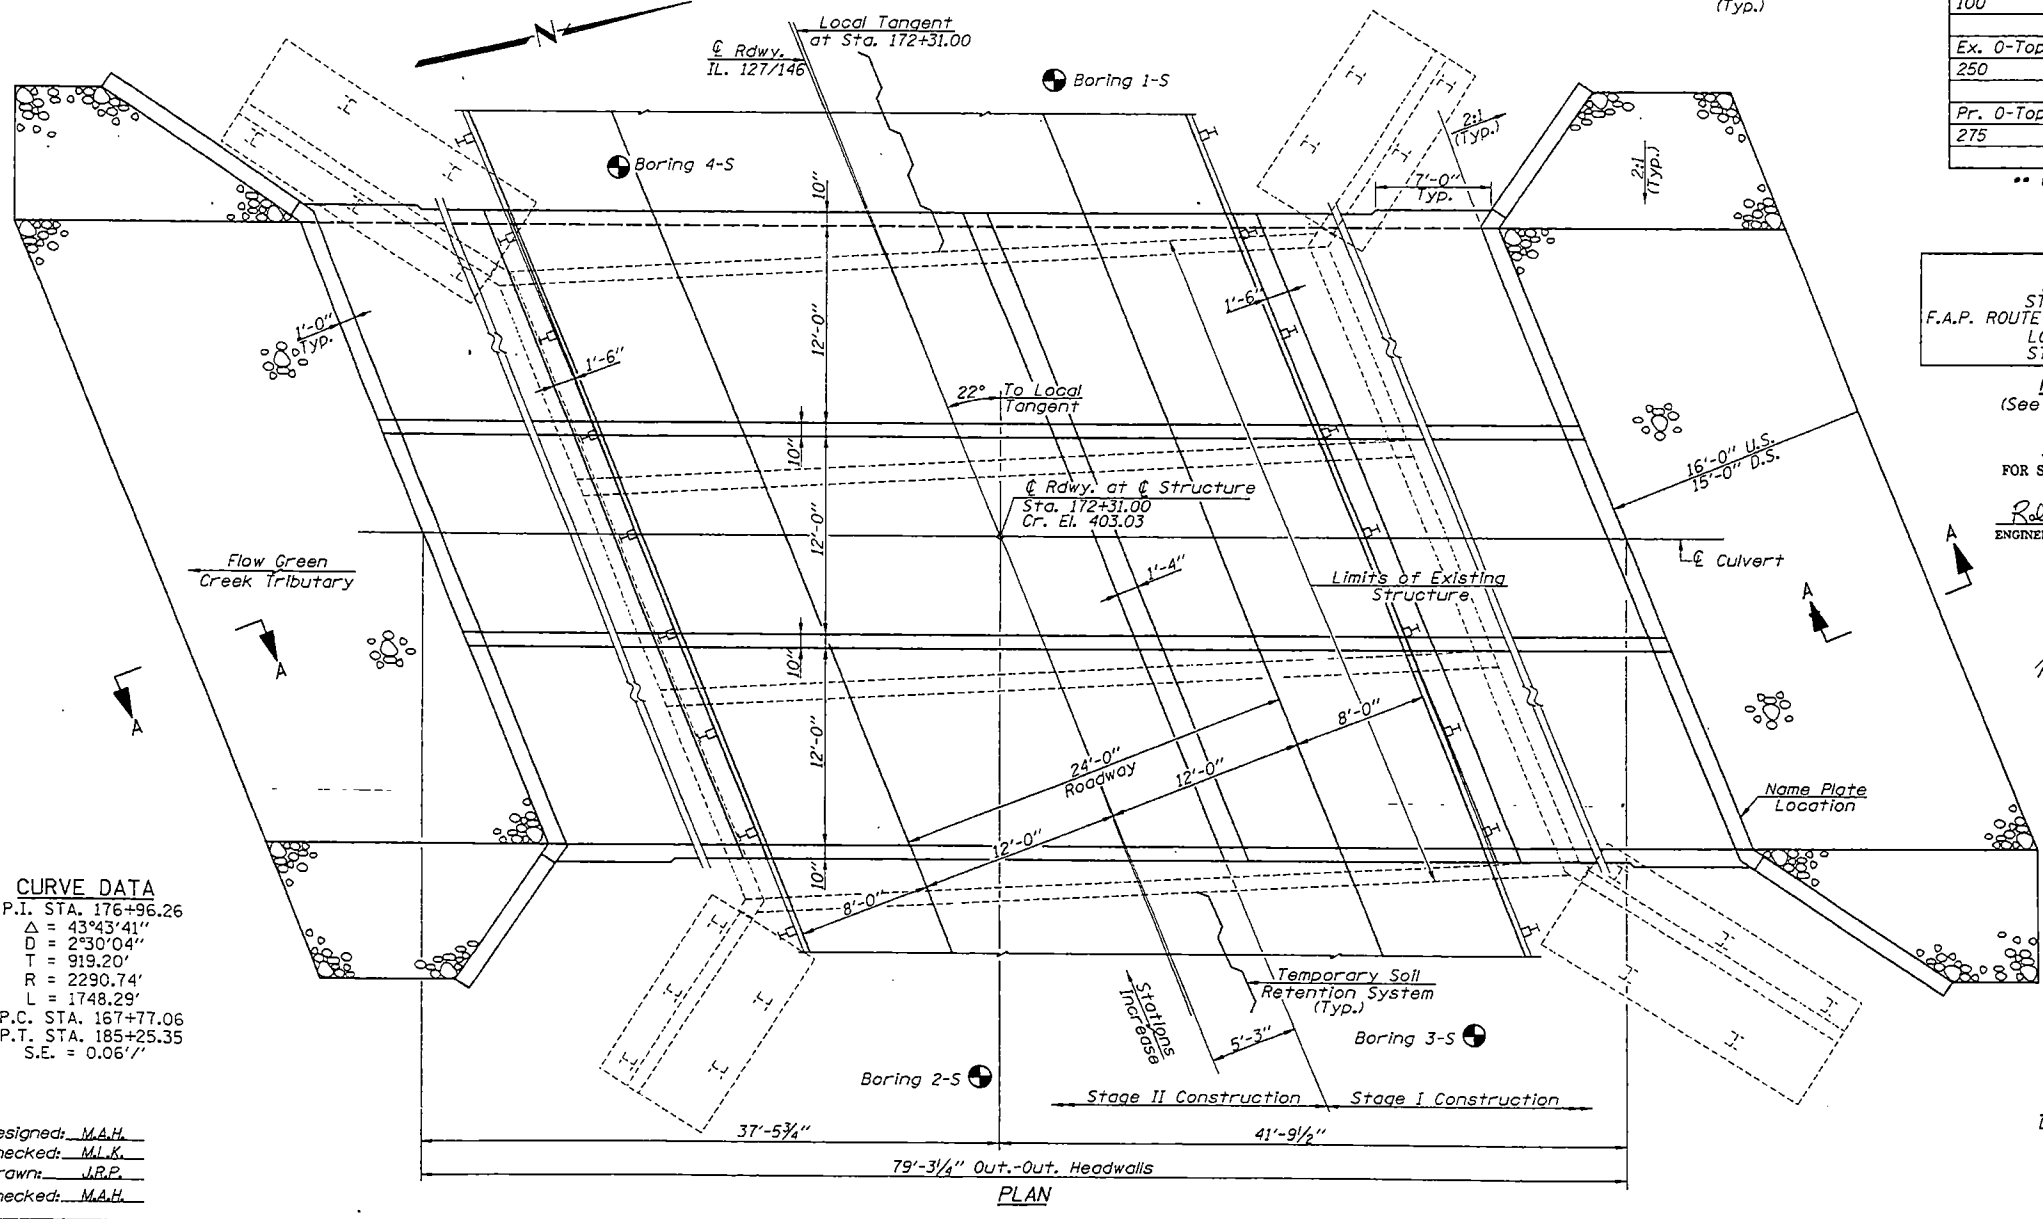 (Typ.)
100
Ex. O-Top
250
Pr. O-Top
275
N
Local Tangent
at Sta. 172+31.00
℄ Rdwy.
IL. 127/146
Boring 1-S
Boring 4-S
2:1
(Typ.)
2:1
(Typ.)
7'-0"
Typ.
10"
12'-0"
1'-0"
Typ.
1'-6"
1'-6"
22°
To Local
Tangent
10"
℄ Rdwy. at ℄ Structure
Sta. 172+31.00
Cr. El. 403.03
16'-0" U.S.
15'-0" D.S.
F.A.P. ROUTE
(See
FOR S
ENGINE
12'-0"
Flow Green
Creek Tributary
1'-4"
Limits of Existing
Structure
℄ Culvert
A
A
A
A
10"
12'-0"
24'-0"
Roadway
8'-0"
12'-0"
12'-0"
8'-0"
10"
Name Plate
Location
CURVE DATA
P.I. STA. 176+96.26
Δ = 43°43'41"
D = 2°30'04"
T = 919.20'
R = 2290.74'
L = 1748.29'
P.C. STA. 167+77.06
P.T. STA. 185+25.35
S.E. = 0.06'/'
Stations
Increase
Temporary Soil
Retention System
(Typ.)
5'-3"
Boring 3-S
Boring 2-S
Stage II Construction
Stage I Construction
37'-5¾"
41'-9½"
79'-3¼" Out.-Out. Headwalls
PLAN
esigned: M.A.H.
hecked: M.L.K.
rawn: J.R.P.
hecked: M.A.H.